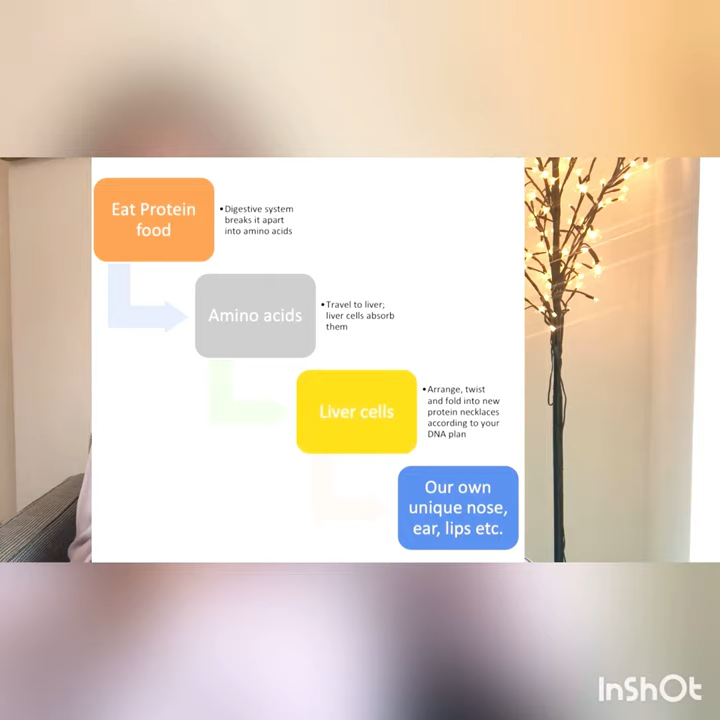 Eat Protein
food
•Digestive system
breaks it apart
into amino acids
Amino acids
•Travel to liver;
liver cells absorb
them
Liver cells
•Arrange, twist
and fold into new
protein necklaces
according to your
DNA plan
Our own
unique nose,
ear, lips etc.
InShOt